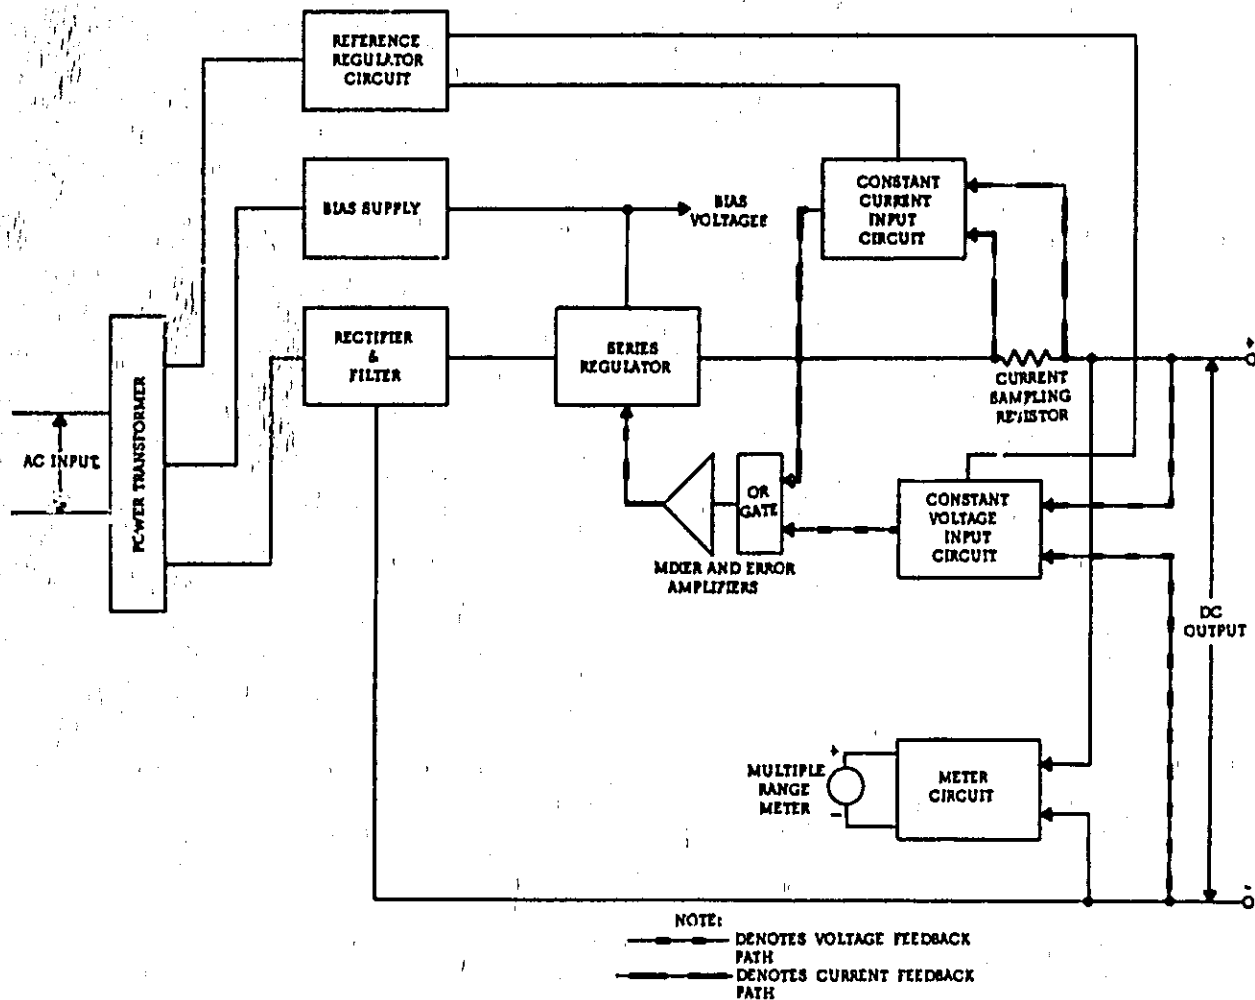 REFERENCE
REGULATOR
CIRCUIT
BIAS SUPPLY
BIAS
VOLTAGES
CONSTANT
CURRENT
INPUT
CIRCUIT
RECTIFIER
&
FILTER
SERIES
REGULATOR
+
CURRENT
SAMPLING
RESISTOR
POWER TRANSFORMER
AC INPUT
OR
GATE
CONSTANT
VOLTAGE
INPUT
CIRCUIT
MIXER AND ERROR
AMPLIFIERS
DC
OUTPUT
MULTIPLE
RANGE
METER
+
-
METER
CIRCUIT
-
NOTE:
DENOTES VOLTAGE FEEDBACK
PATH
DENOTES CURRENT FEEDBACK
PATH